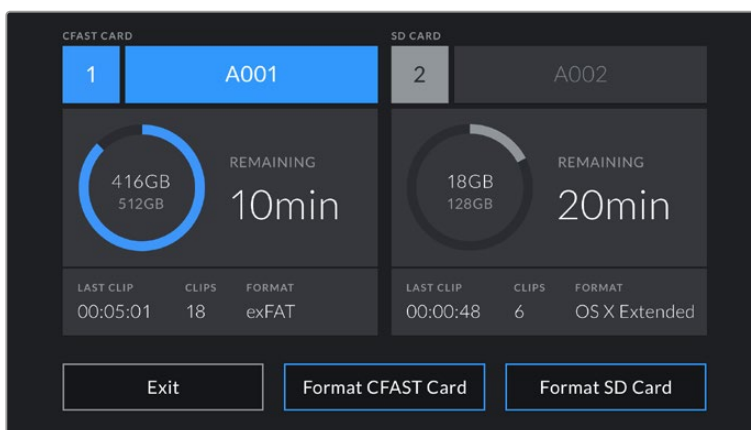 CFAST CARD
1
A001
416GB
512GB
REMAINING
10min
LAST CLIP
CLIPS
FORMAT
00:05:01
18
exFAT
SD CARD
2
A002
18GB
128GB
REMAINING
20min
LAST CLIP
CLIPS
FORMAT
00:00:48
6
OS X Extended
Exit
Format CFAST Card
Format SD Card